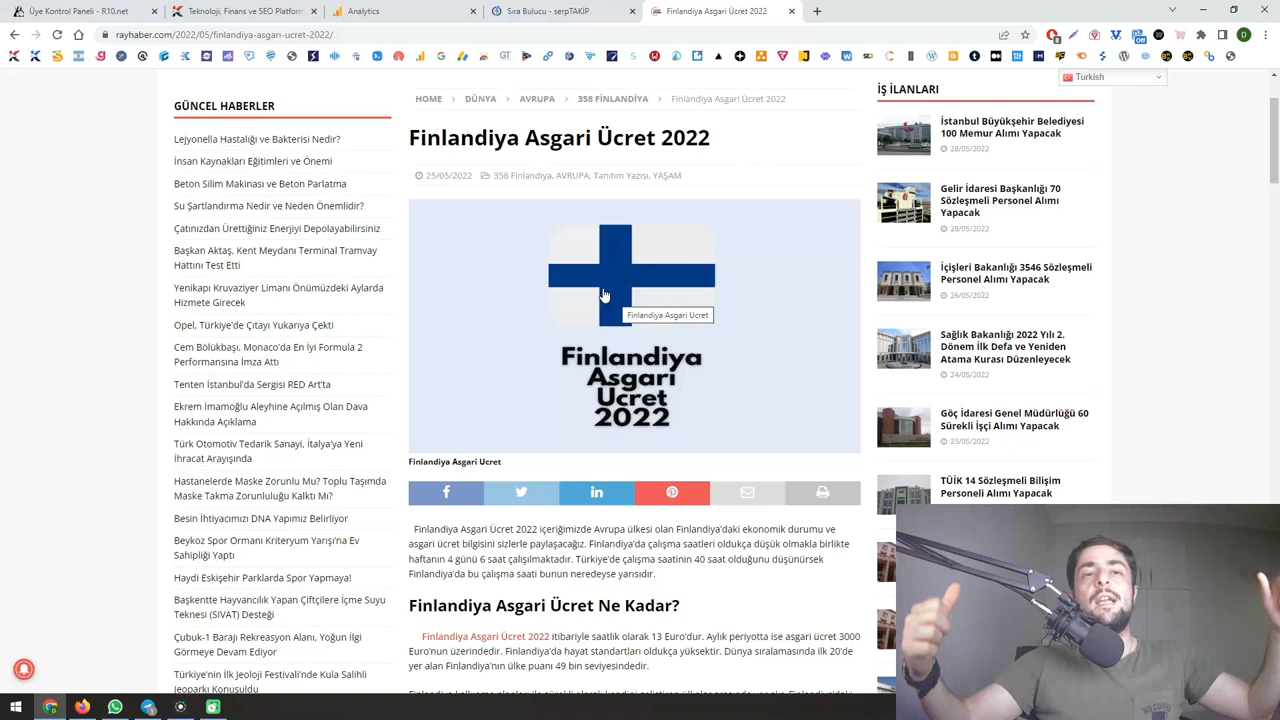 Üye Kontrol Paneli - R10.net
Teknoloji, Finans ve SEO Platform
Analytics
Sıra Bulucu - serpTAKİP
Finlandiya Asgari Ücret 2022
rayhaber.com/2022/05/finlandiya-asgari-ucret-2022/
GÜNCEL HABERLER
Lejyonella Hastalığı ve Bakterisi Nedir?
İnsan Kaynakları Eğitimleri ve Önemi
Beton Silim Makinası ve Beton Parlatma
Su Şartlandırma Nedir ve Neden Önemlidir?
Çatınızdan Ürettiğiniz Enerjiyi Depolayabilirsiniz
Başkan Aktaş, Kent Meydanı Terminal Tramvay
Hattını Test Etti
Yenikapı Kruvaziyer Limanı Önümüzdeki Aylarda
Hizmete Girecek
Opel, Türkiye'de Çıtayı Yukarıya Çekti
Cem Bölükbaşı, Monaco'da En İyi Formula 2
Performansına İmza Attı
Tenten İstanbul'da Sergisi RED Art'ta
Ekrem İmamoğlu Aleyhine Açılmış Olan Dava
Hakkında Açıklama
Türk Otomotiv Tedarik Sanayi, İtalya'ya Yeni
İhracat Arayışında
Hastanelerde Maske Zorunlu Mu? Toplu Taşımda
Maske Takma Zorunluluğu Kalktı Mı?
Besin İhtiyacımızı DNA Yapımız Belirliyor
Beykoz Spor Ormanı Kriteryum Yarışı'na Ev
Sahipliği Yaptı
Haydi Eskişehir Parklarda Spor Yapmaya!
Başkentte Hayvancılık Yapan Çiftçilere İçme Suyu
Teknesi (SIVAT) Desteği
Çubuk-1 Barajı Rekreasyon Alanı, Yoğun İlgi
Görmeye Devam Ediyor
Türkiye'nin İlk Jeoloji Festivali'nde Kula Salihli
Jeoparkı Konuşuldu
HOME > DÜNYA > AVRUPA > 358 FİNLANDİYA > Finlandiya Asgari Ücret 2022
Finlandiya Asgari Ücret 2022
25/05/2022 358 Finlandiya, AVRUPA, Tanıtım Yazısı, YAŞAM
Finlandiya Asgari Ucret
Finlandiya
Asgari
Ucret
2022
Finlandiya Asgari Ucret
Finlandiya Asgari Ücret 2022 içeriğimizde Avrupa ülkesi olan Finlandiya'daki ekonomik durumu ve
asgari ücret bilgisini sizlerle paylaşacağız. Finlandiya'da çalışma saatleri oldukça düşük olmakla birlikte
haftanın 4 günü 6 saat çalışılmaktadır. Türkiye'de çalışma saatinin 40 saat olduğunu düşünürsek
Finlandiya'da bu çalışma saati bunun neredeyse yarısıdır.
Finlandiya Asgari Ücret Ne Kadar?
Finlandiya Asgari Ücret 2022 itibariyle saatlik olarak 13 Euro'dur. Aylık periyotta ise asgari ücret 3000
Euro'nun üzerindedir. Finlandiya'da hayat standartları oldukça yüksektir. Dünya sıralamasında ilk 20'de
yer alan Finlandiya'nın ülke puanı 49 bin seviyesindedir.
Turkish
İŞ İLANLARI
İstanbul Büyükşehir Belediyesi
100 Memur Alımı Yapacak
28/05/2022
Gelir İdaresi Başkanlığı 70
Sözleşmeli Personel Alımı
Yapacak
28/05/2022
İçişleri Bakanlığı 3546 Sözleşmeli
Personel Alımı Yapacak
26/05/2022
Sağlık Bakanlığı 2022 Yılı 2.
Dönem İlk Defa ve Yeniden
Atama Kurası Düzenleyecek
24/05/2022
Göç İdaresi Genel Müdürlüğü 60
Sürekli İşçi Alımı Yapacak
23/05/2022
TÜİK 14 Sözleşmeli Bilişim
Personeli Alımı Yapacak